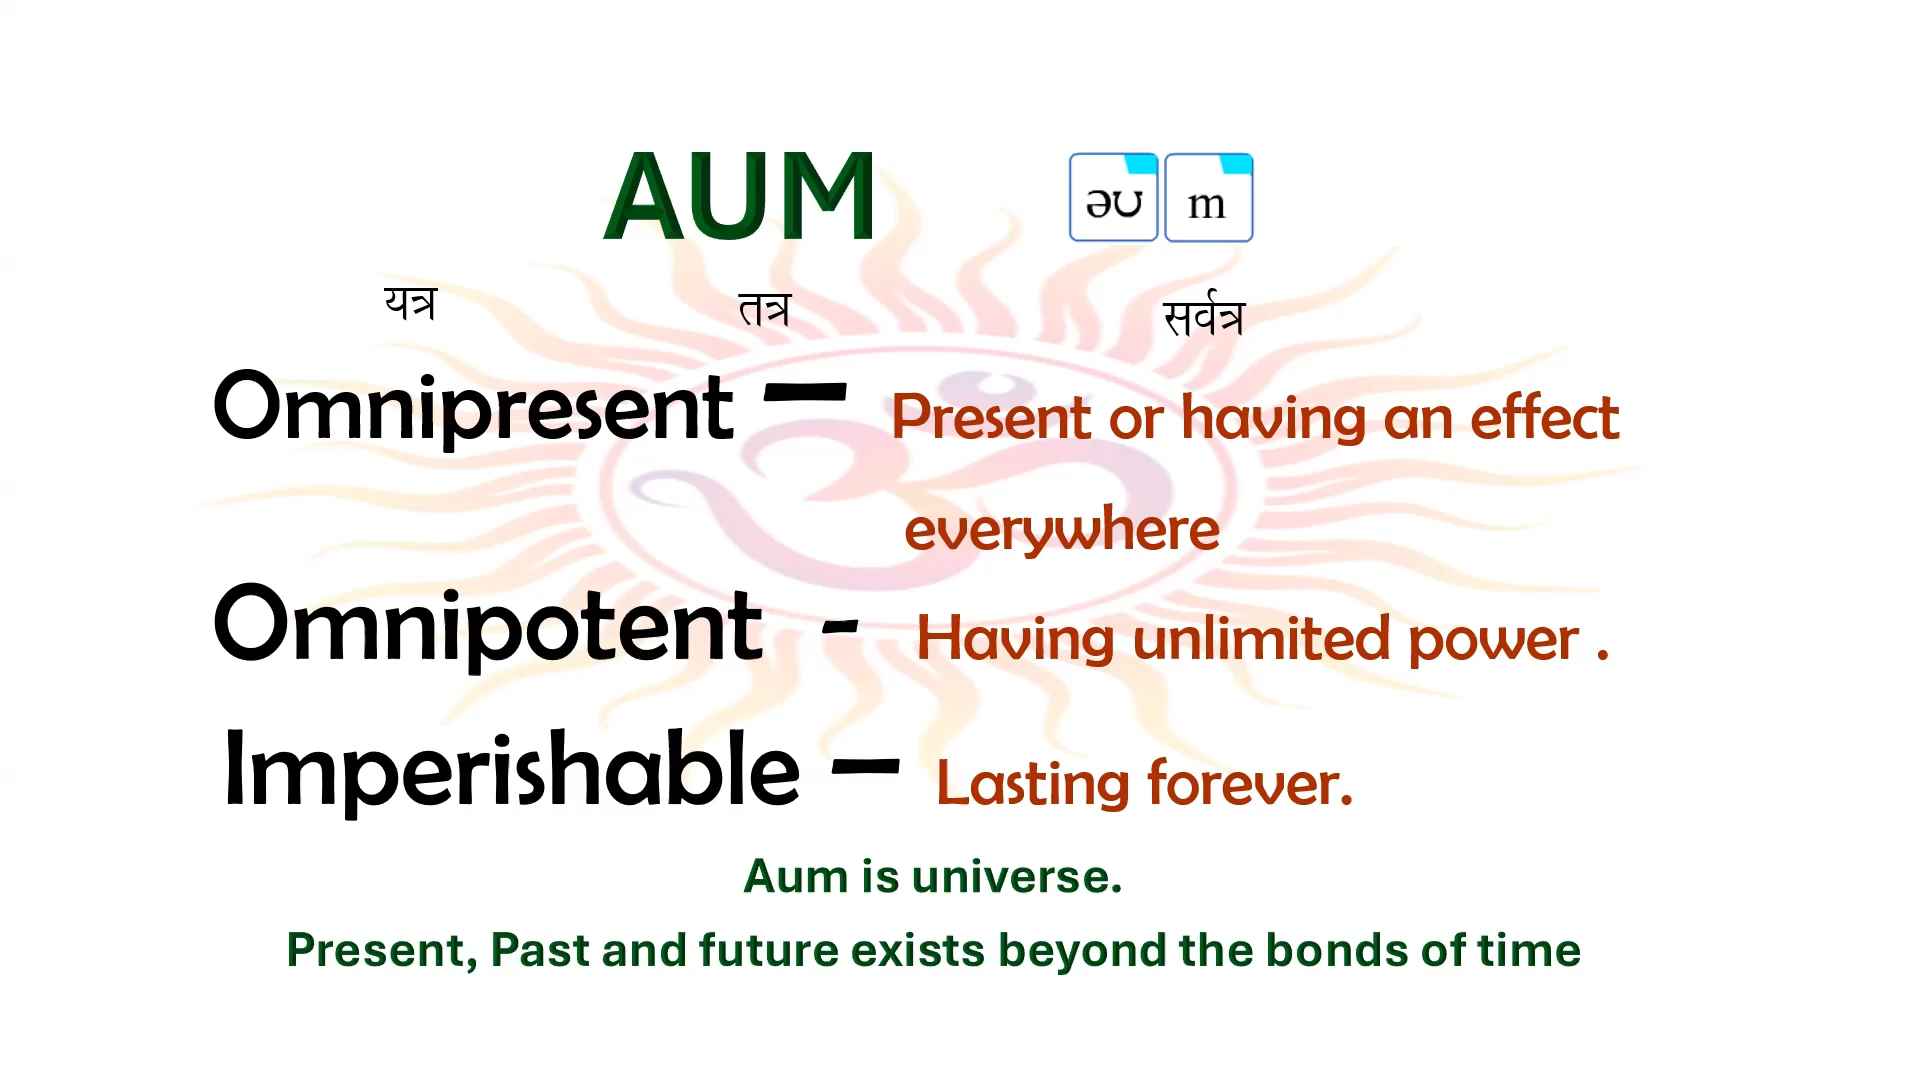 AUM əʊ m
यत्र तत्र सर्वत्र
Omnipresent – Present or having an effect
everywhere
Omnipotent - Having unlimited power .
Imperishable – Lasting forever.
Aum is universe.
Present, Past and future exists beyond the bonds of time